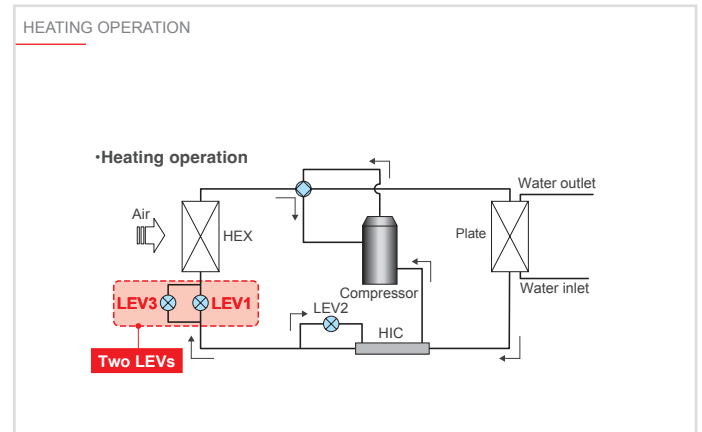 HEATING OPERATION
·Heating operation
Water outlet
Air
HEX
Plate
Compressor
Water inlet
LEV3
LEV1
LEV2
HIC
Two LEVs